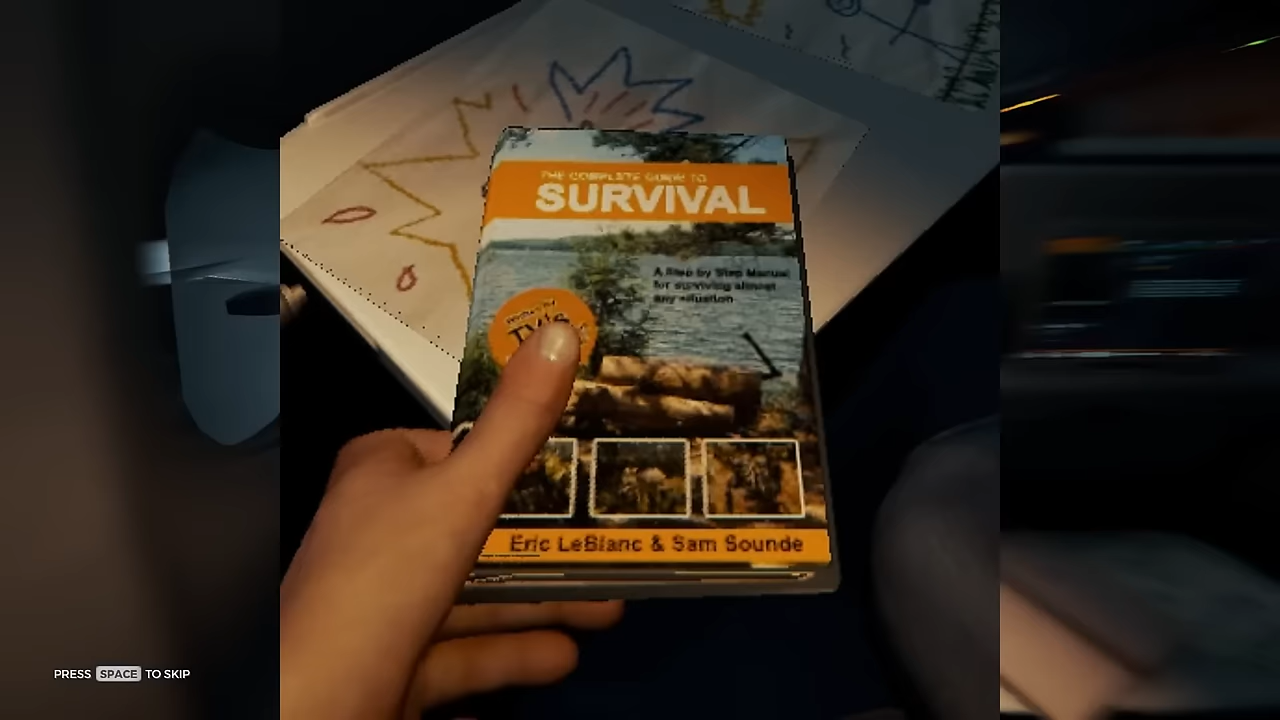 THE COMPLETE GUIDE TO
SURVIVAL
A Step by Step Manual
for surviving almost
any situation
TV's
Eric LeBlanc & Sam Sounde
PRESS SPACE TO SKIP